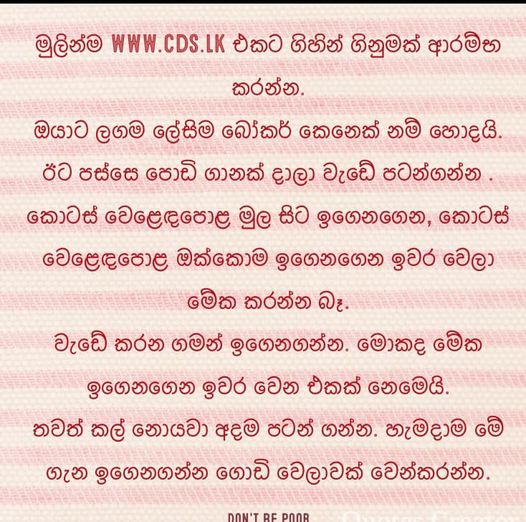 මුලින්ම WWW.CDS.LK එකට ගිහින් ගිනුමක් ආරම්භ
කරන්න.
ඔයාට ලගම ලේසිම බෝකර් කෙනෙක් නම් හොදයි.
ඊට පස්සෙ පොඩි ගානක් දාලා වැඩේ පටන්ගන්න .
කොටස් වෙළෙඳපොළ මුල සිට ඉගෙනගෙන, කොටස්
වෙළෙඳපොළ ඔක්කොම ඉගෙනගෙන ඉවර වෙලා
මේක කරන්න බෑ.
වැඩේ කරන ගමන් ඉගෙනගන්න. මොකද මේක
ඉගෙනගෙන ඉවර වෙන එකක් නෙමෙයි.
තවත් කල් නොයවා අදම පටන් ගන්න. හැමදාම මේ
ගැන ඉගෙනගන්න ගොඩි වෙලාවක් වෙන්කරන්න.
DON'T BE POOR